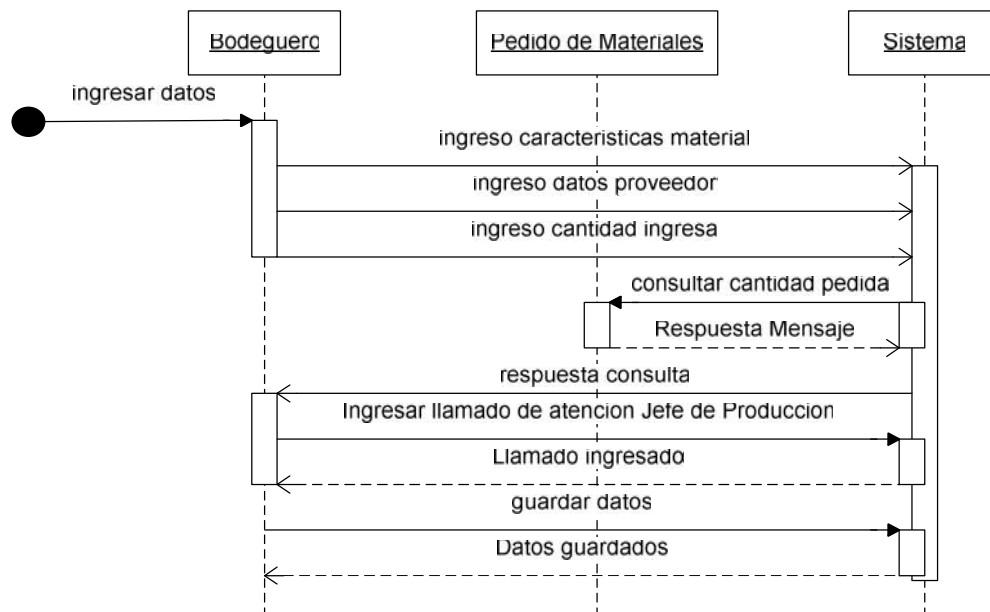 Bodeguero
Pedido de Materiales
Sistema
ingresar datos
ingreso caracteristicas material
ingreso datos proveedor
ingreso cantidad ingresa
consultar cantidad pedida
Respuesta Mensaje
respuesta consulta
Ingresar llamado de atencion Jefe de Produccion
Llamado ingresado
guardar datos
Datos guardados